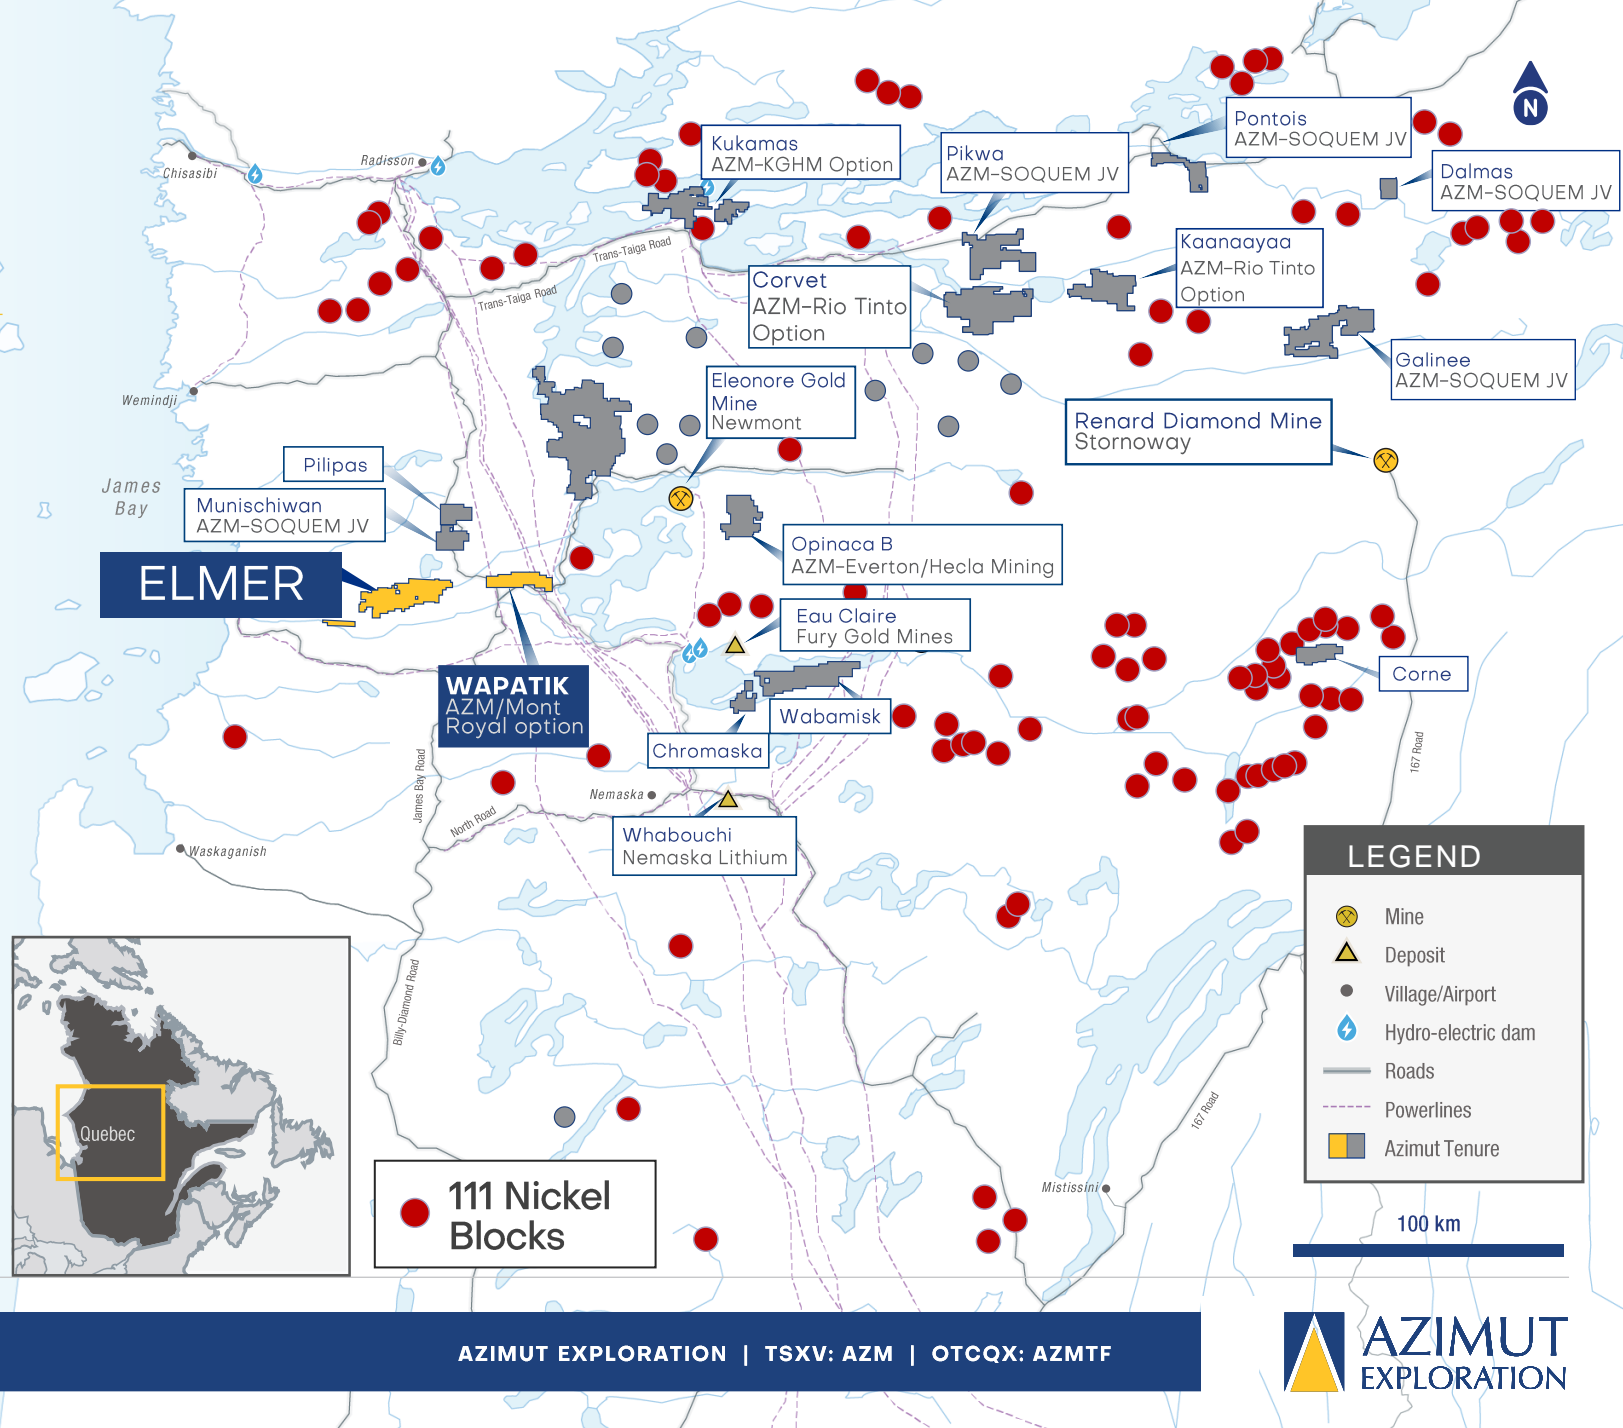 Pontois
AZM-SOQUEM JV
N
Kukamas
AZM-KGHM Option
Pikwa
AZM-SOQUEM JV
Dalmas
AZM-SOQUEM JV
Radisson
Chisasibi
Trans-Taiga Road
Trans-Taiga Road
Kaanaayaa
AZM-Rio Tinto
Option
Corvet
AZM-Rio Tinto
Option
Galinee
AZM-SOQUEM JV
Wemindji
Eleonore Gold
Mine
Newmont
Renard Diamond Mine
Stornoway
James
Bay
Pilipas
Munischiwan
AZM-SOQUEM JV
Opinaca B
AZM-Everton/Hecla Mining
ELMER
Eau Claire
Fury Gold Mines
Corne
WAPATIK
AZM/Mont
Royal option
Wabamisk
Chromaska
167 Road
James Bay Road
Nemaska
North Road
Whabouchi
Nemaska Lithium
Waskaganish
LEGEND
Mine
Deposit
Village/Airport
Hydro-electric dam
Roads
Powerlines
Azimut Tenure
Billy-Diamond Road
Quebec
167 Road
Mistissini
111 Nickel
Blocks
100 km
AZIMUT EXPLORATION | TSXV: AZM | OTCQX: AZMTF
AZIMUT
EXPLORATION